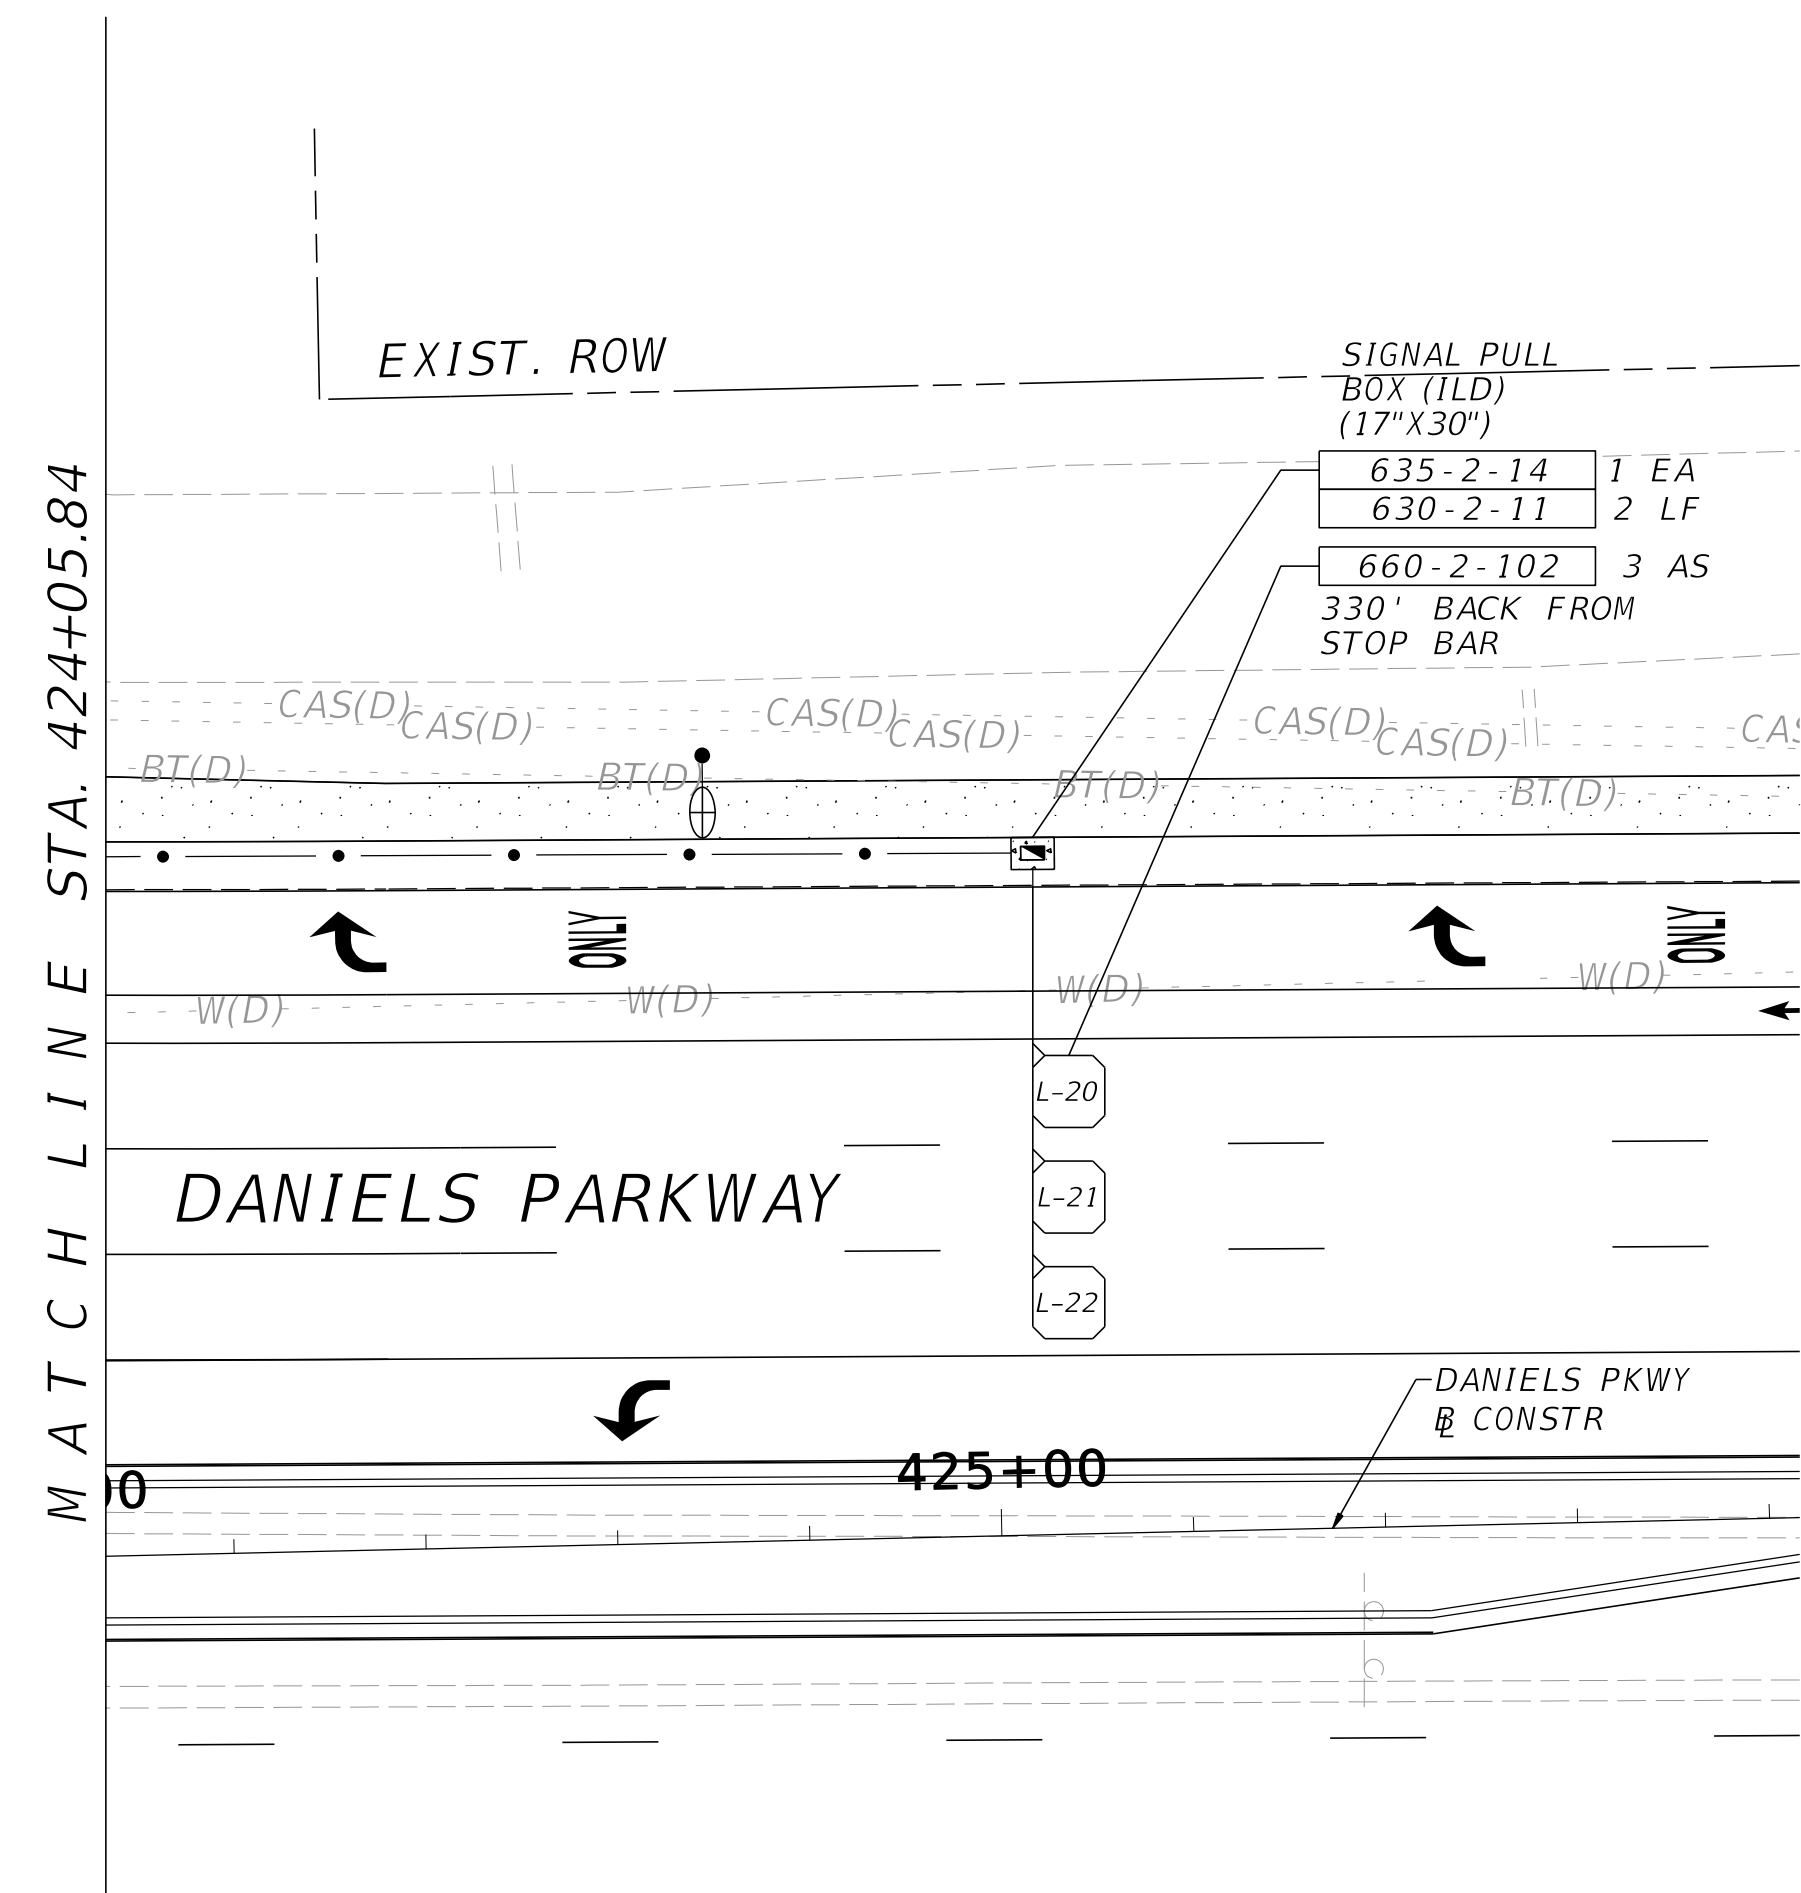 MATCH LINE STA. 424+05.84
EXIST. ROW
SIGNAL PULL
BOX (ILD)
(17"X30")
635-2-14 1 EA
630-2-11 2 LF
660-2-102 3 AS
330' BACK FROM
STOP BAR
CAS(D)
CAS(D)
CAS(D)
CAS(D)
CAS(D)
CAS(D)
CAS
BT(D)
BT(D)
BT(D)
BT(D)
ONLY
ONLY
W(D)
W(D)
W(D)
W(D)
L-20
L-21
L-22
DANIELS PARKWAY
DANIELS PKWY
BL CONSTR
425+00
00